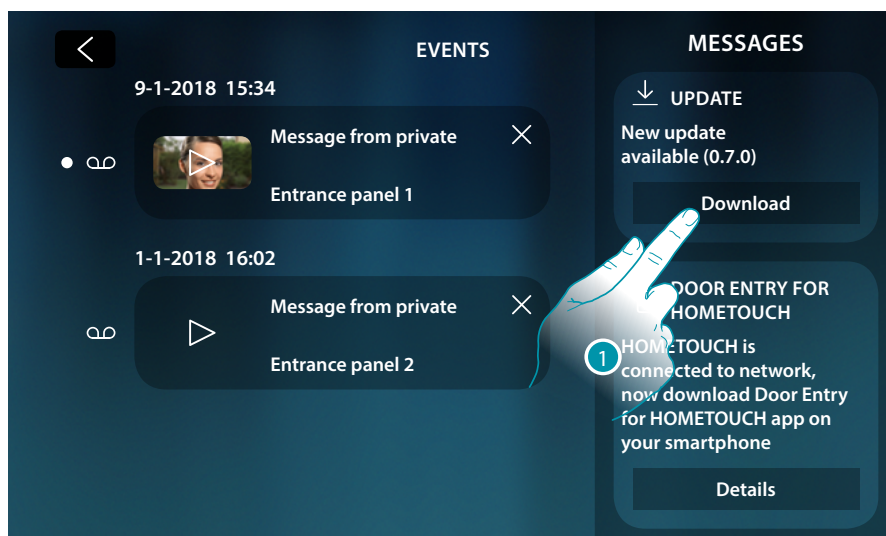 EVENTS
9-1-2018 15:34
Message from private
Entrance panel 1
1-1-2018 16:02
Message from private
Entrance panel 2
MESSAGES
UPDATE
New update
available (0.7.0)
Download
DOOR ENTRY FOR
HOMETOUCH
1
HOMETOUCH is
connected to network,
now download Door Entry
for HOMETOUCH app on
your smartphone
Details